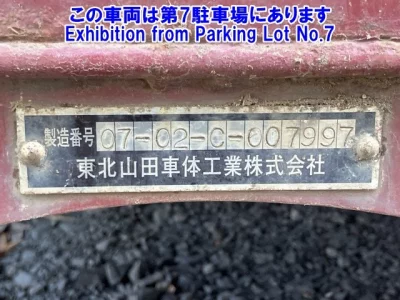 この車両は第7駐車場にあります
Exhibition from Parking Lot No.7
製造番号 07-02-C-007997
東北山田車体工業株式会社